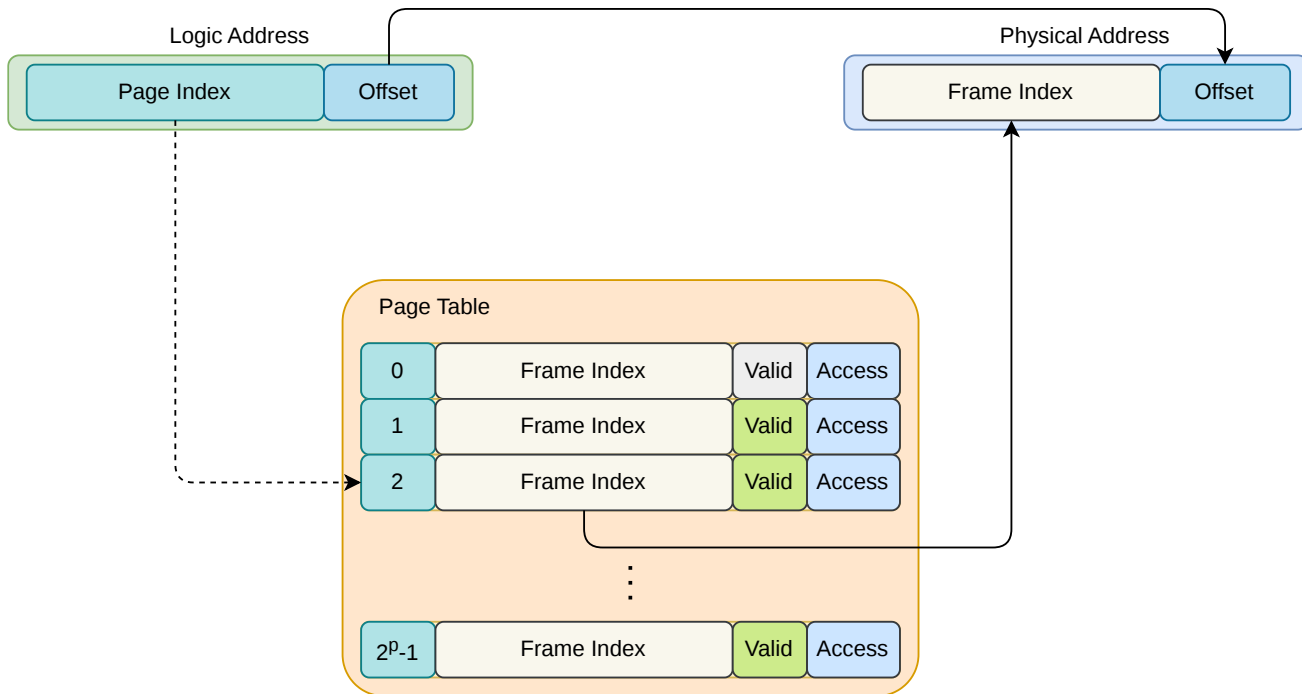 Logic Address
Physical Address
Page Index Offset
Frame Index Offset
Page Table
0 Frame Index Valid Access
1 Frame Index Valid Access
2 Frame Index Valid Access
⋮
2ᵖ-1 Frame Index Valid Access